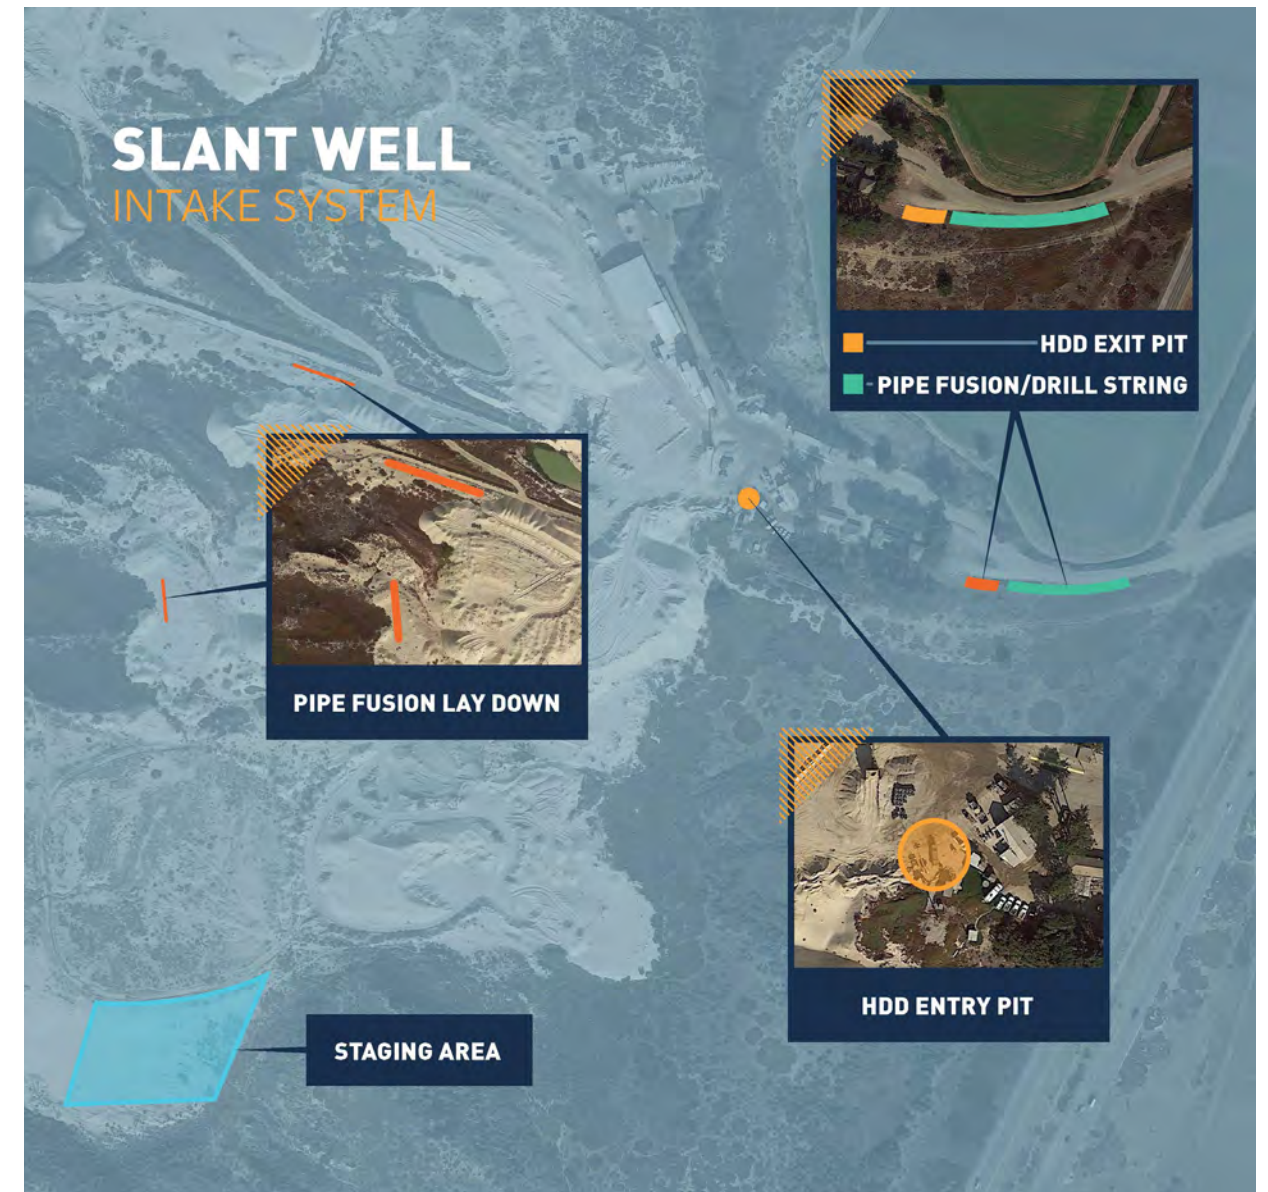 SLANT WELL
INTAKE SYSTEM
HDD EXIT PIT
PIPE FUSION/DRILL STRING
PIPE FUSION LAY DOWN
HDD ENTRY PIT
STAGING AREA